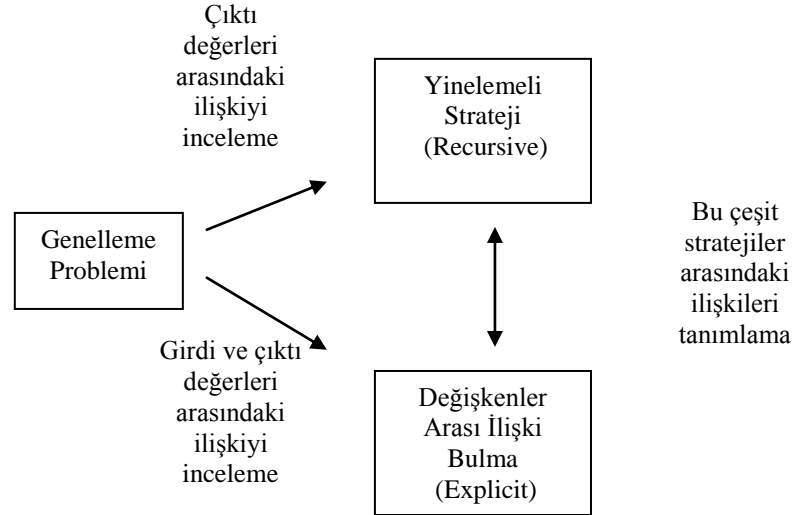 Çıktı
değerleri
arasındaki
ilişkiyi
inceleme
Yinelemeli
Strateji
(Recursive)
Genelleme
Problemi
Bu çeşit
stratejiler
arasındaki
ilişkileri
tanımlama
Girdi ve çıktı
değerleri
arasındaki
ilişkiyi
inceleme
Değişkenler
Arası İlişki
Bulma
(Explicit)